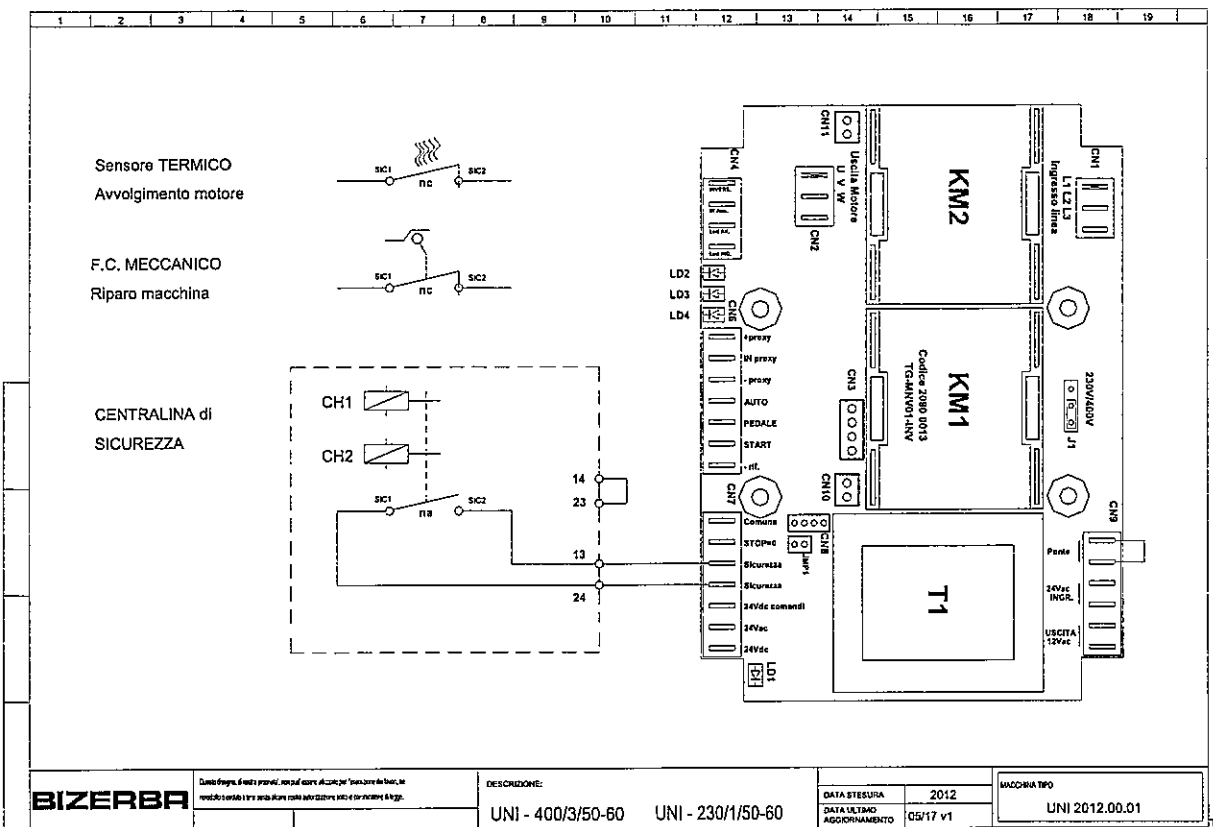 1 2 3 4 5 6 7 8 9 10 11 12 13 14 15 16 17 18 19
Sensore TERMICO
Avvolgimento motore
SIC1
nc
SIC2
F.C. MECCANICO
Riparo macchina
SIC1
nc
SIC2
CENTRALINA di
SICUREZZA
CH1
CH2
SIC1
na
SIC2
14
23
13
24
CN4
LD2
LD3
LD4
CN6
+proxy
IN proxy
- proxy
AUTO
PEDALE
START
- rif.
CN7
Comune
STOP=0
Sicurezza
Sicurezza
24Vdc comandi
24Vac
24Vdc
LD1
CN11
Uscita Motore
U V W
CN2
CN3
CN10
CN8
JMP1
KM2
KM1
Codice 2080 0013
TG-MNV01-INV
T1
CN1
L1 L2 L3
Ingresso linea
230V/400V
J1
CN9
Ponte
24Vac
INGR.
USCITA
12Vac
BIZERBA
DESCRIZIONE:
UNI - 400/3/50-60 UNI - 230/1/50-60
DATA STESURA 2012
DATA ULTIMO
AGGIORNAMENTO 05/17 v1
MACCHINA TIPO
UNI 2012.00.01